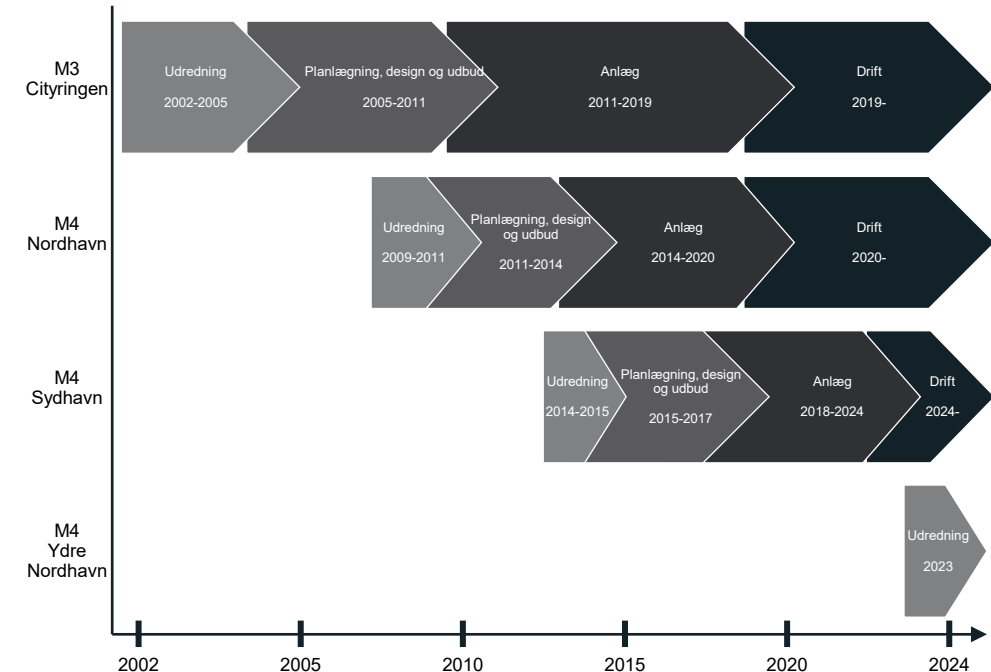 M3
Cityringen
Udredning
2002-2005
Planlægning, design og udbud
2005-2011
Anlæg
2011-2019
Drift
2019-
M4
Nordhavn
Udredning
2009-2011
Planlægning, design
og udbud
2011-2014
Anlæg
2014-2020
Drift
2020-
M4
Sydhavn
Udredning
2014-2015
Planlægning, design
og udbud
2015-2017
Anlæg
2018-2024
Drift
2024-
M4
Ydre
Nordhavn
Udredning
2023
2002
2005
2010
2015
2020
2024